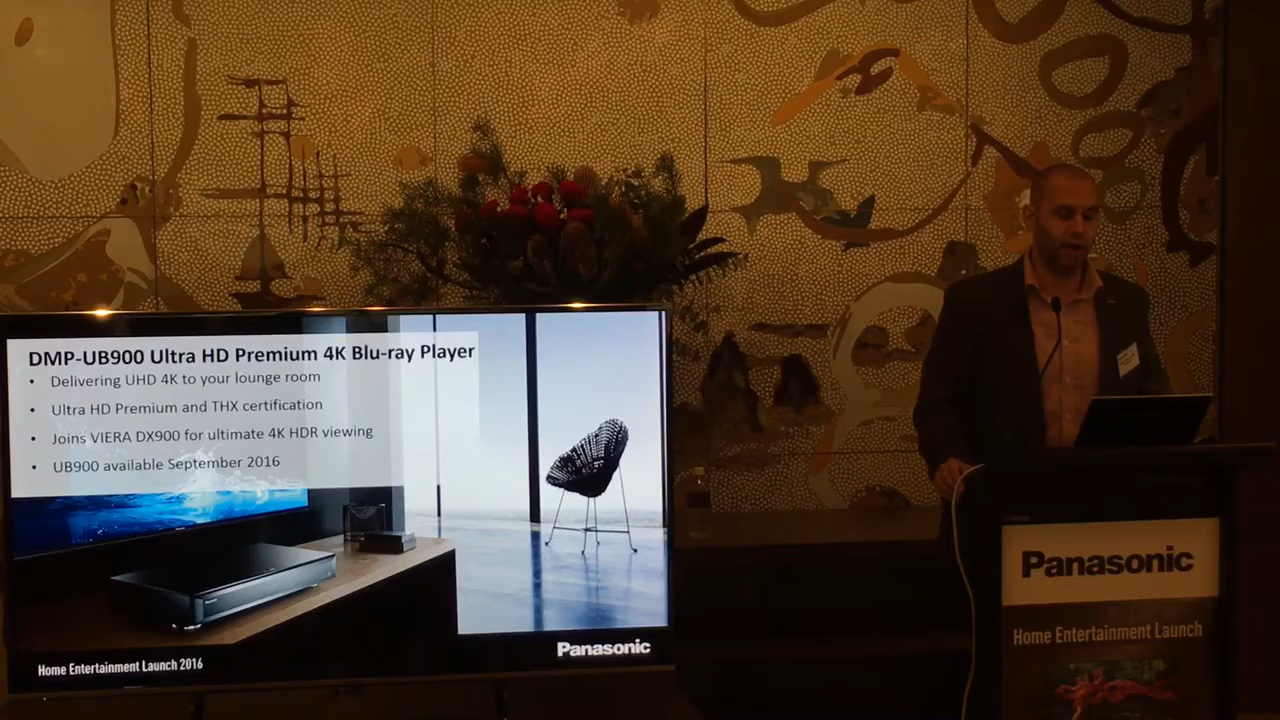 DMP-UB900 Ultra HD Premium 4K Blu-ray Player
• Delivering UHD 4K to your lounge room
• Ultra HD Premium and THX certification
• Joins VIERA DX900 for ultimate 4K HDR viewing
• UB900 available September 2016
Home Entertainment Launch 2016
Panasonic
Panasonic
Home Entertainment Launch